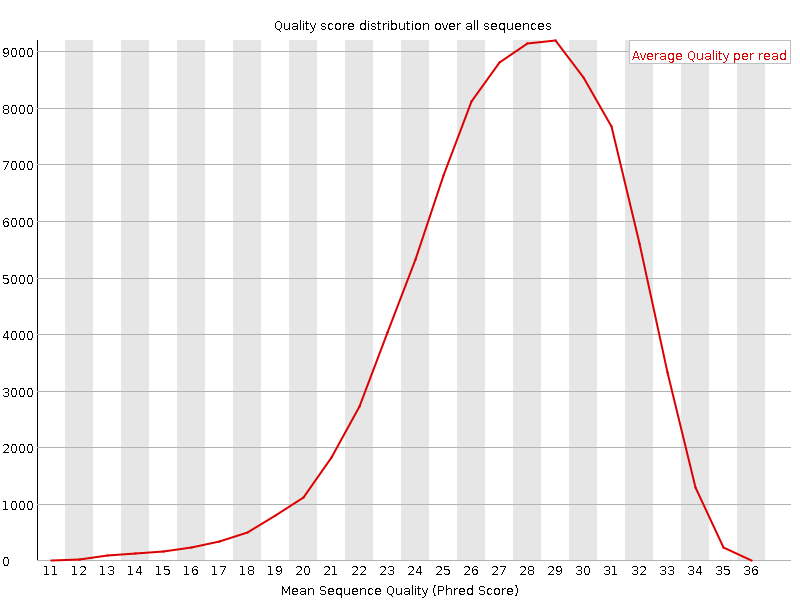 Quality score distribution over all sequences
Average Quality per read
9000
8000
7000
6000
5000
4000
3000
2000
1000
0
11 12 13 14 15 16 17 18 19 20 21 22 23 24 25 26 27 28 29 30 31 32 33 34 35 36
Mean Sequence Quality (Phred Score)